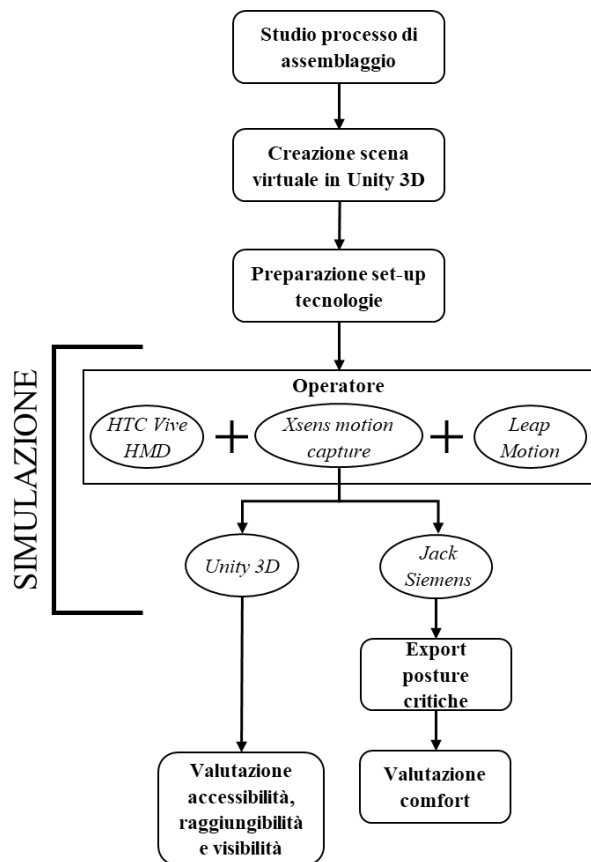 Studio processo di
assemblaggio
Creazione scena
virtuale in Unity 3D
Preparazione set-up
tecnologie
SIMULAZIONE
Operatore
HTC Vive
HMD
+
Xsens motion
capture
+
Leap
Motion
Unity 3D
Jack
Siemens
Export
posture
critiche
Valutazione
accessibilità,
raggiungibilità
e visibilità
Valutazione
comfort